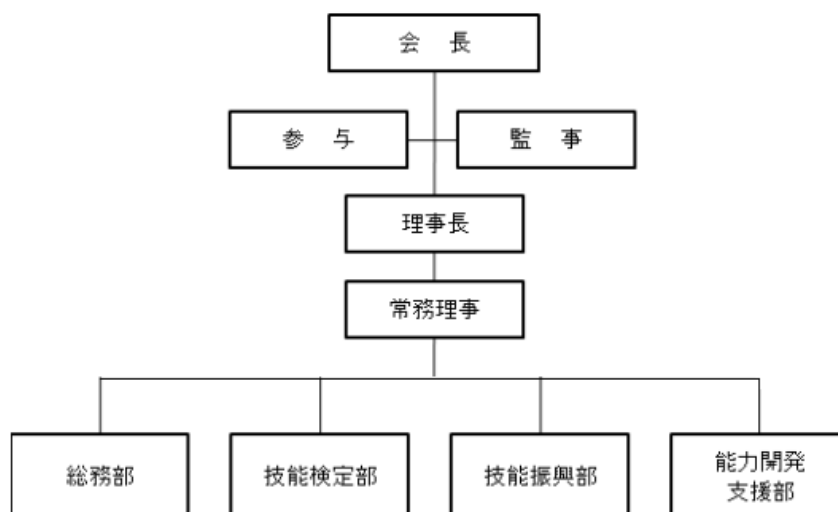 会 長
参 与
監 事
理事長
常務理事
総務部
技能検定部
技能振興部
能力開発
支援部